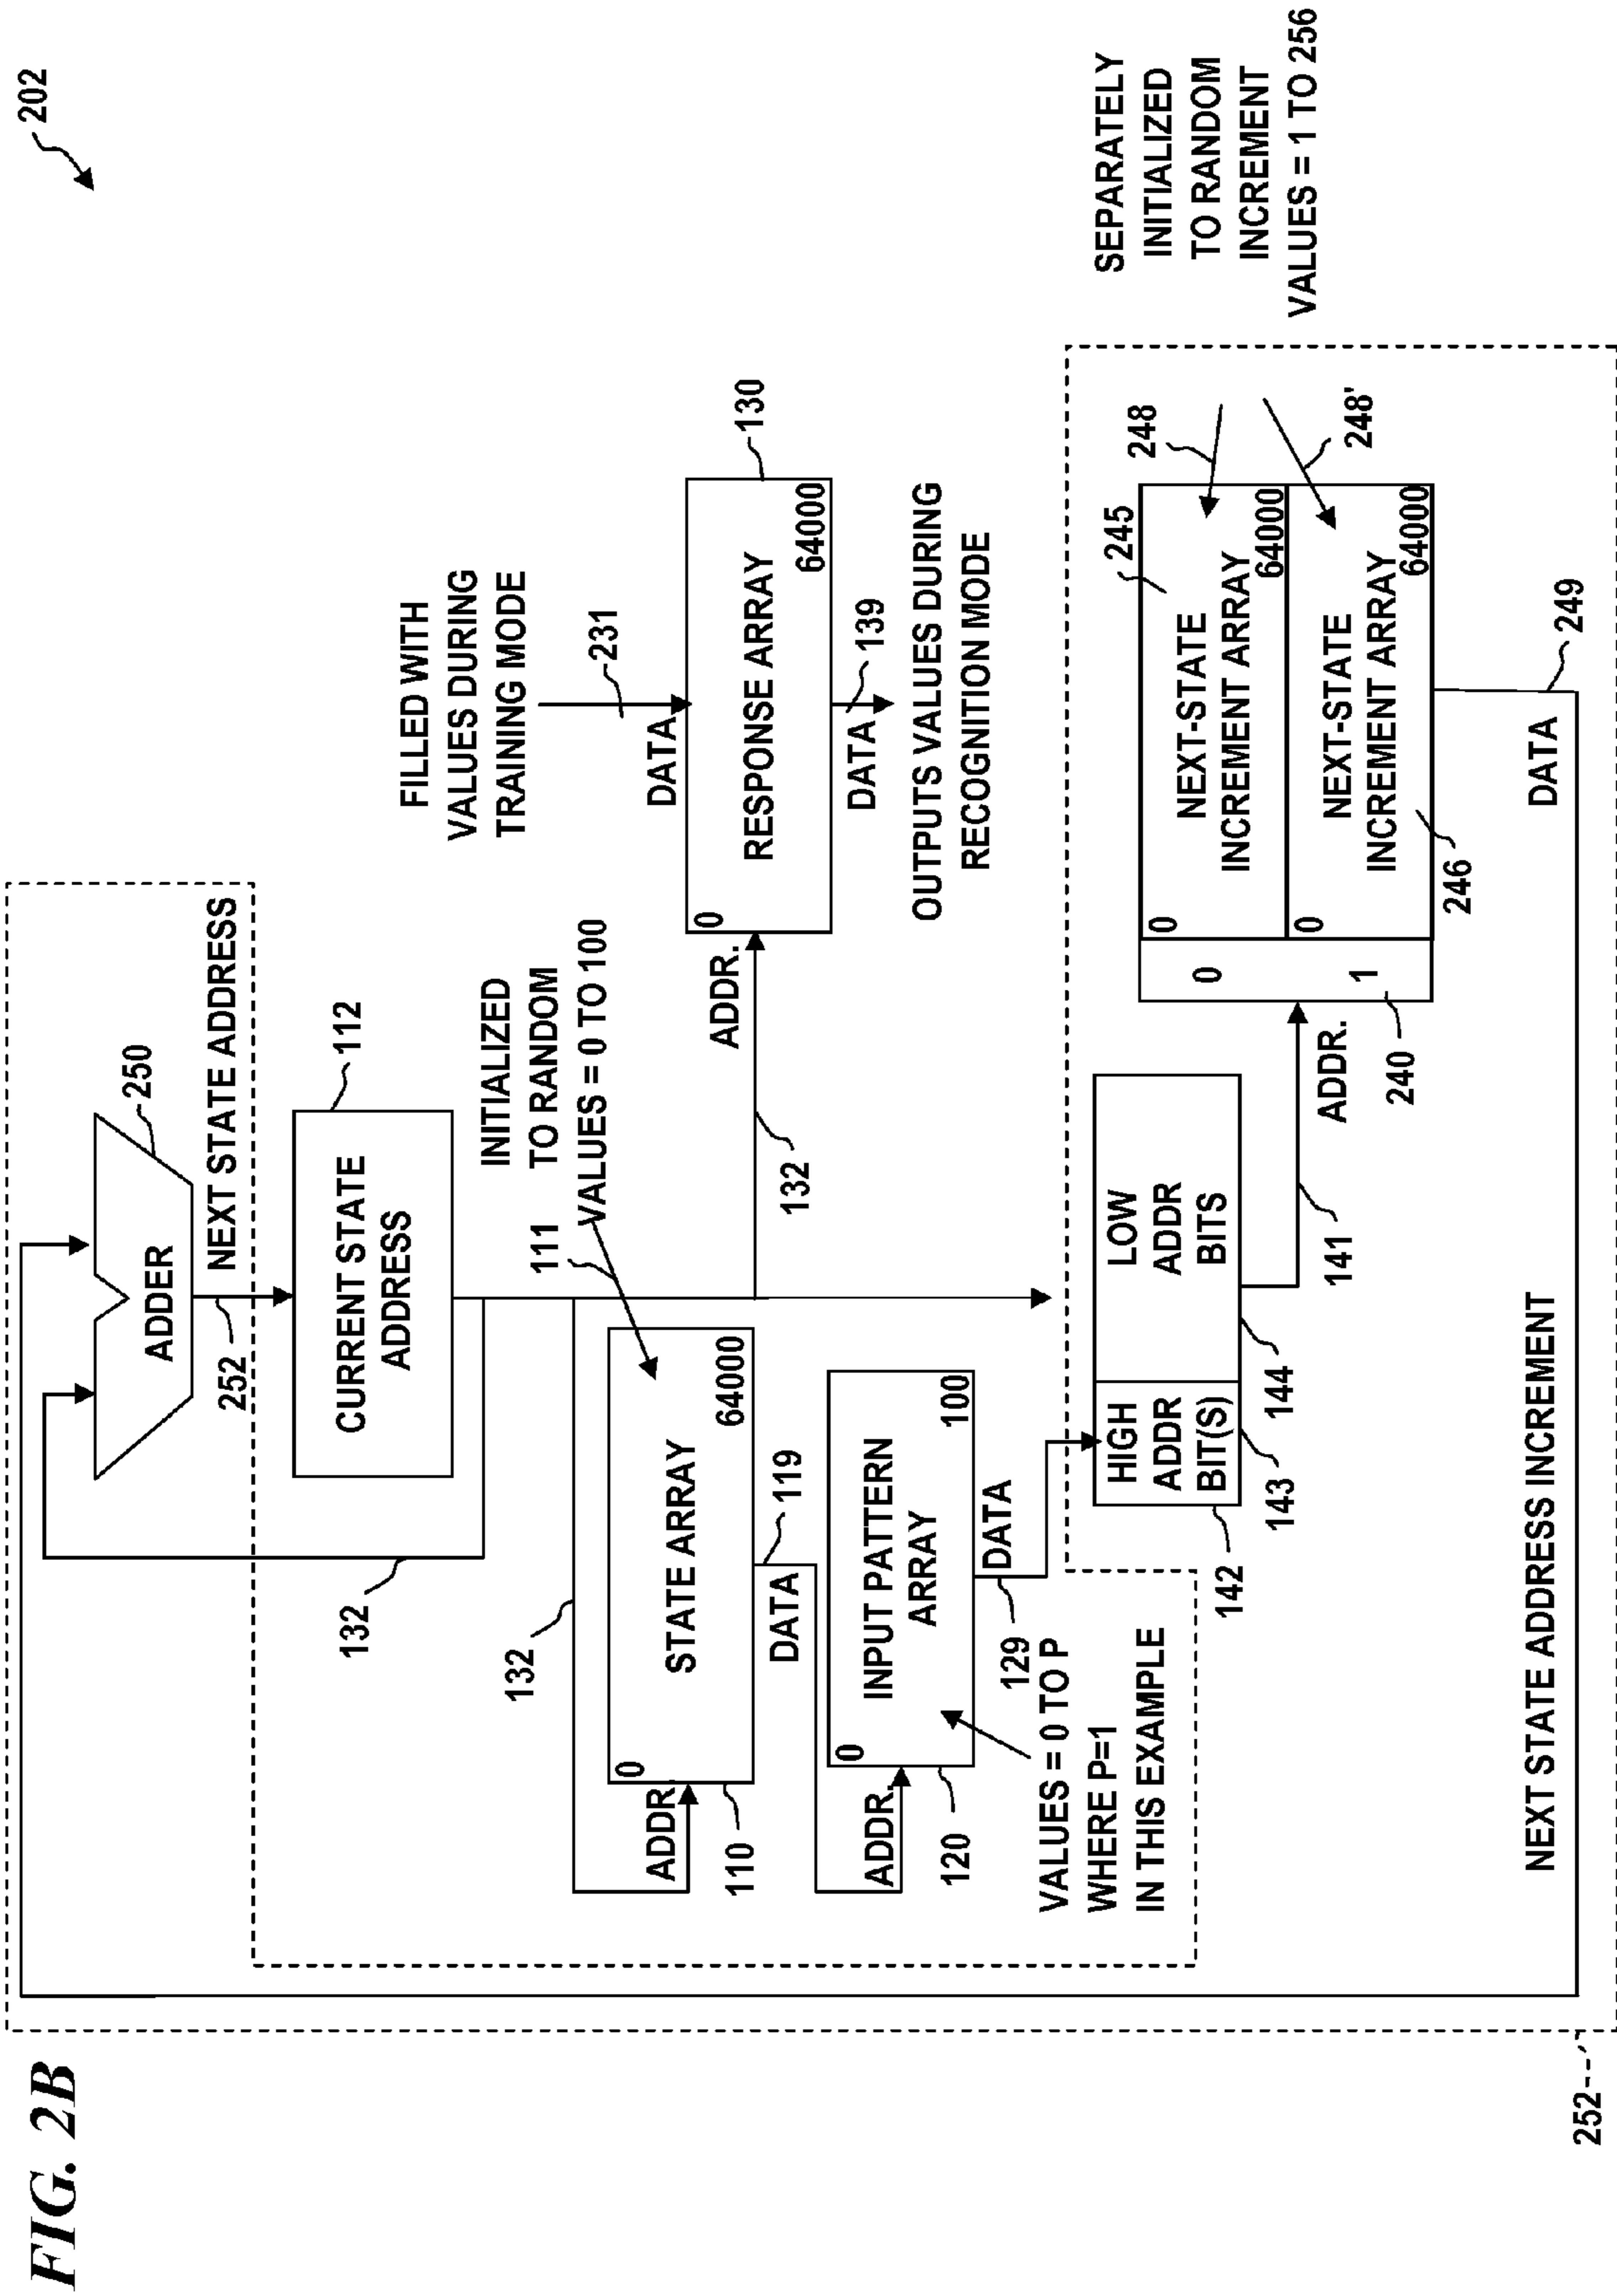 FIG. 2B
202
ADDER
250
NEXT STATE ADDRESS
252
CURRENT STATE
ADDRESS
112
132
132
INITIALIZED
TO RANDOM
VALUES = 0 TO 100
111
0
STATE ARRAY
64000
ADDR.
110
DATA
119
0
INPUT PATTERN
ARRAY
100
ADDR.
120
DATA
129
VALUES = 0 TO P
WHERE P=1
IN THIS EXAMPLE
FILLED WITH
VALUES DURING
TRAINING MODE
231
DATA
130
0
RESPONSE ARRAY
64000
ADDR.
132
DATA
139
OUTPUTS VALUES DURING
RECOGNITION MODE
HIGH
ADDR
BIT(S)
LOW
ADDR
BITS
142
143
144
141
ADDR.
240
0
1
0
NEXT-STATE
INCREMENT ARRAY
64000
245
0
NEXT-STATE
INCREMENT ARRAY
64000
246
248
248'
SEPARATELY
INITIALIZED
TO RANDOM
INCREMENT
VALUES = 1 TO 256
DATA
249
NEXT STATE ADDRESS INCREMENT
252